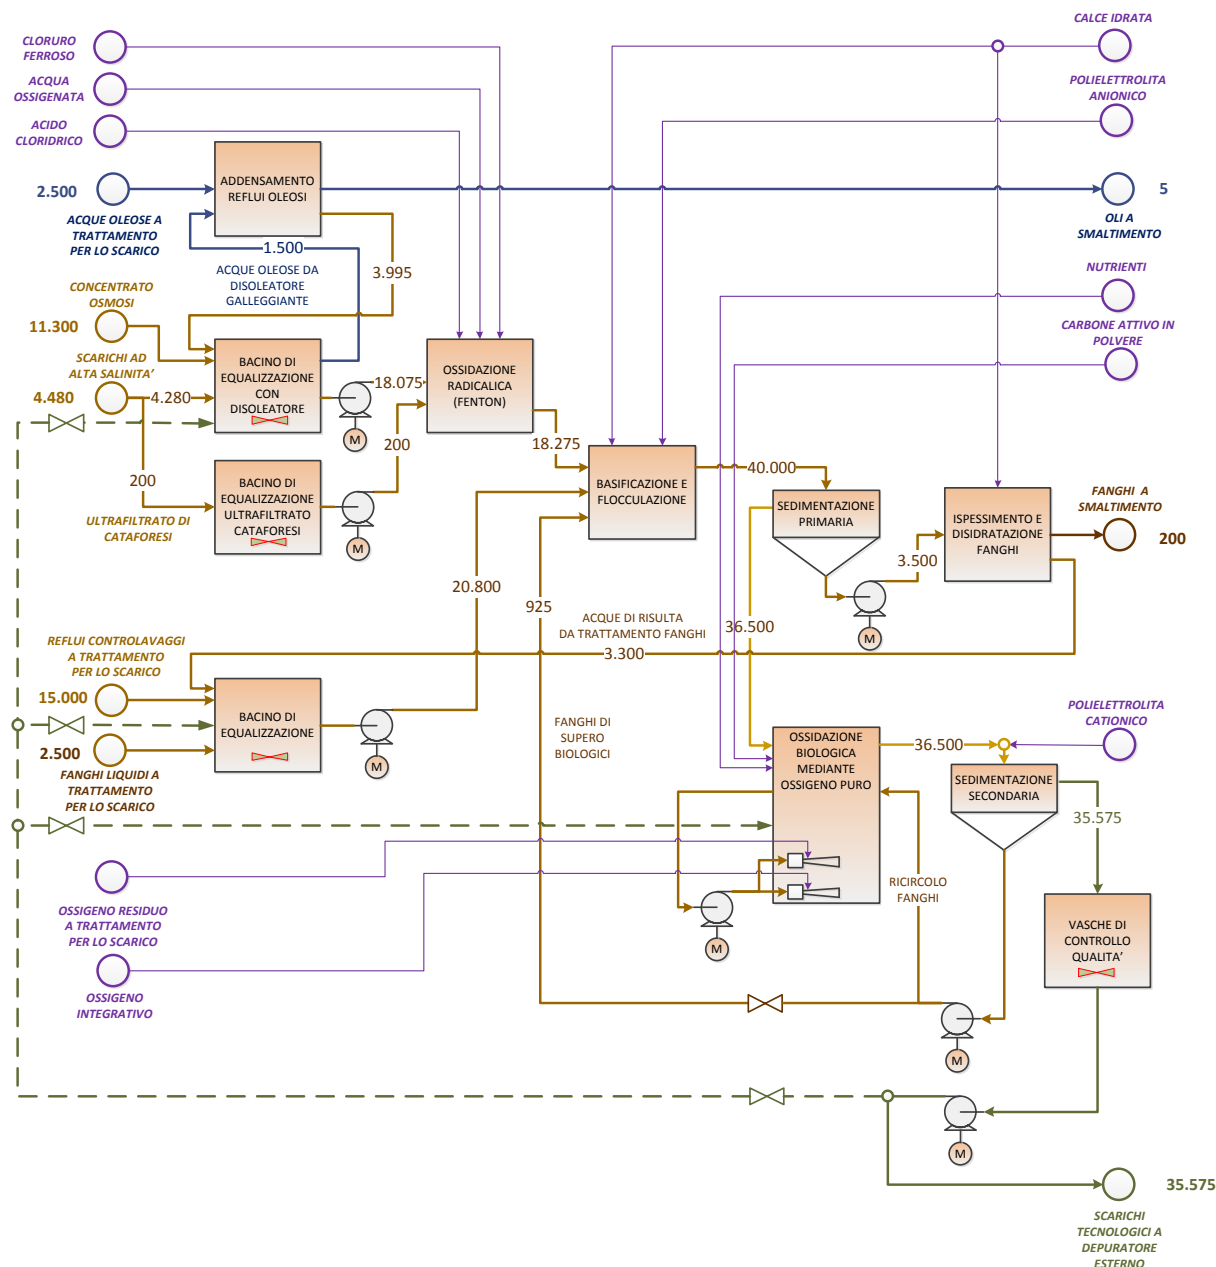 CLORURO
FERROSO
ACQUA
OSSIGENATA
ACIDO
CLORIDRICO
CALCE IDRATA
POLIELETTROLITA
ANIONICO
2.500
ACQUE OLEOSE A
TRATTAMENTO
PER LO SCARICO
ADDENSAMENTO
REFLUI OLEOSI
5
OLI A
SMALTIMENTO
1.500
3.995
ACQUE OLEOSE DA
DISOLEATORE
GALLEGGIANTE
NUTRIENTI
CARBONE ATTIVO IN
POLVERE
CONCENTRATO
OSMOSI
11.300
SCARICHI AD
ALTA SALINITA’
4.480
4.280
BACINO DI
EQUALIZZAZIONE
CON
DISOLEATORE
M
18.075
OSSIDAZIONE
RADICALICA
(FENTON)
200
200
18.275
ULTRAFILTRATO DI
CATAFORESI
BACINO DI
EQUALIZZAZIONE
ULTRAFILTRATO
CATAFORESI
M
BASIFICAZIONE E
FLOCCULAZIONE
40.000
SEDIMENTAZIONE
PRIMARIA
M
3.500
ISPESSIMENTO E
DISIDRATAZIONE
FANGHI
FANGHI A
SMALTIMENTO
200
20.800
925
ACQUE DI RISULTA
DA TRATTAMENTO FANGHI
36.500
3.300
REFLUI CONTROLAVAGGI
A TRATTAMENTO
PER LO SCARICO
15.000
2.500
FANGHI LIQUIDI A
TRATTAMENTO
PER LO SCARICO
BACINO DI
EQUALIZZAZIONE
M
FANGHI DI
SUPERO
BIOLOGICI
OSSIDAZIONE
BIOLOGICA
MEDIANTE
OSSIGENO PURO
36.500
POLIELETTROLITA
CATIONICO
SEDIMENTAZIONE
SECONDARIA
35.575
OSSIGENO RESIDUO
A TRATTAMENTO
PER LO SCARICO
M
RICIRCOLO
FANGHI
VASCHE DI
CONTROLLO
QUALITA’
OSSIGENO
INTEGRATIVO
M
M
35.575
SCARICHI
TECNOLOGICI A
DEPURATORE
ESTERNO